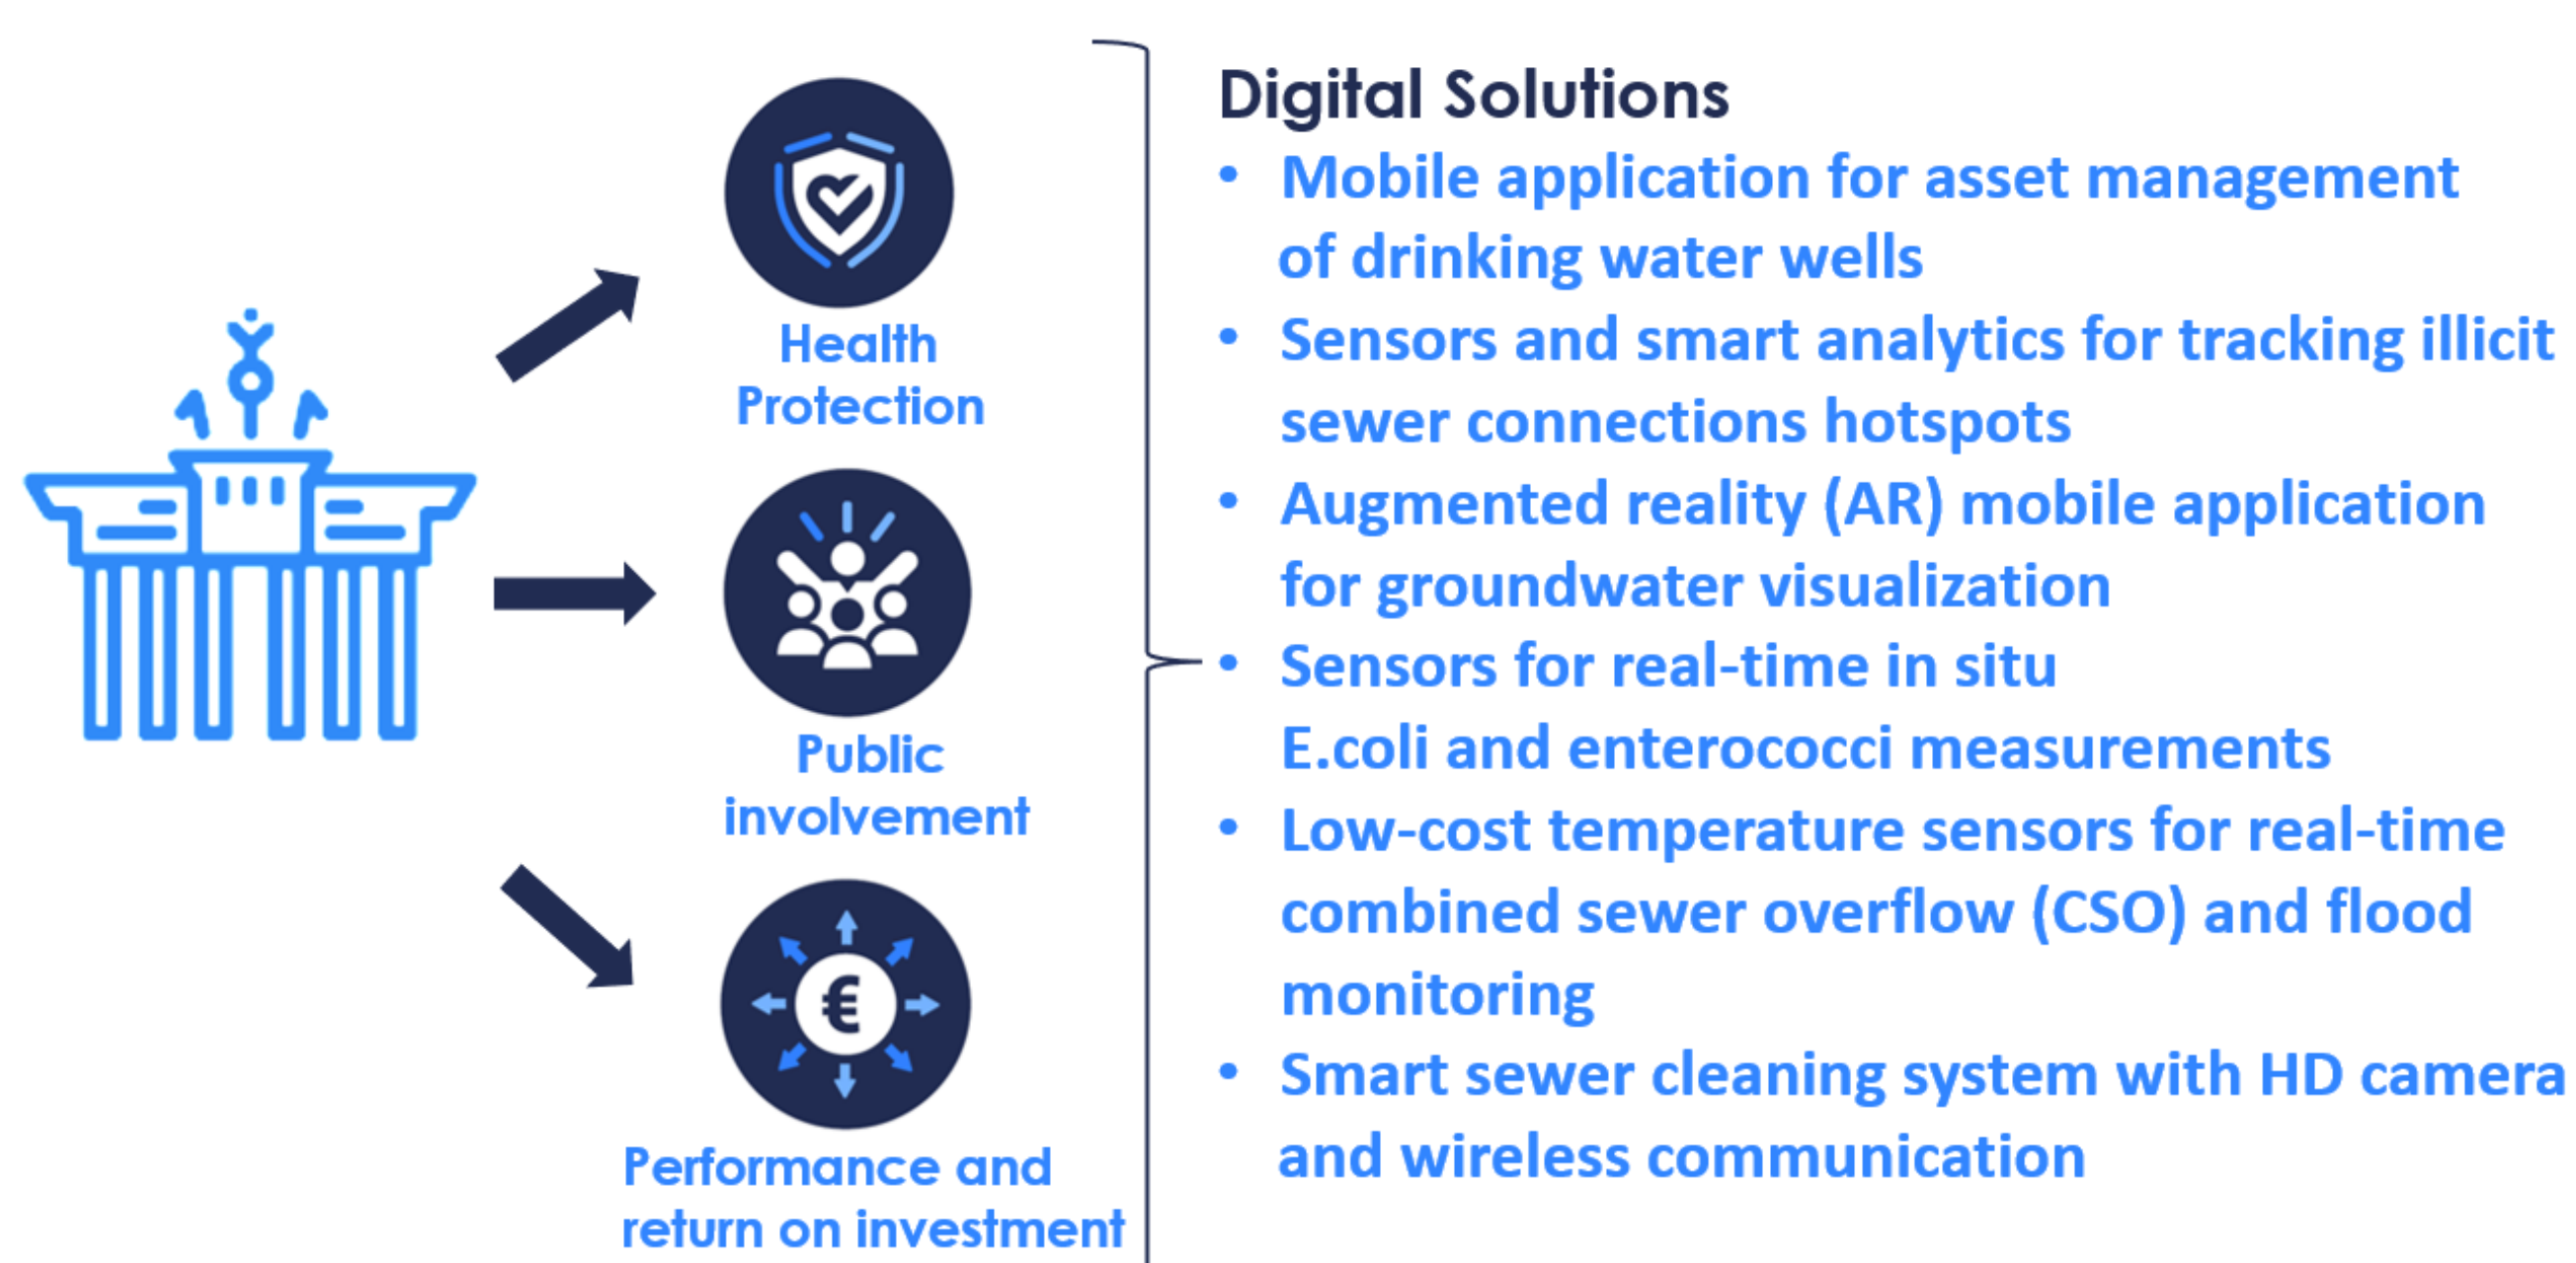 Health
Protection
Public
involvement
€
Performance and
return on investment
Digital Solutions
• Mobile application for asset management
of drinking water wells
• Sensors and smart analytics for tracking illicit
sewer connections hotspots
• Augmented reality (AR) mobile application
for groundwater visualization
• Sensors for real-time in situ
E.coli and enterococci measurements
• Low-cost temperature sensors for real-time
combined sewer overflow (CSO) and flood
monitoring
• Smart sewer cleaning system with HD camera
and wireless communication